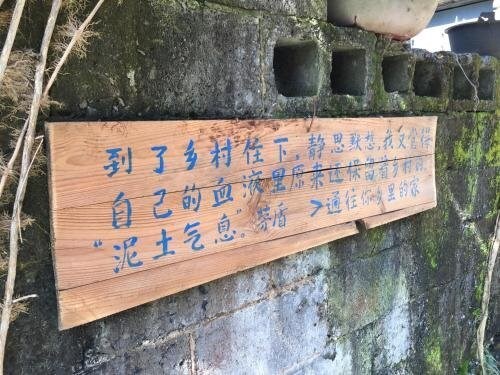 到了乡村住下,静思默想,我又觉得
自己的血液里原来还保留着乡村的
“泥土气息”。茅盾 >通往你心里的家